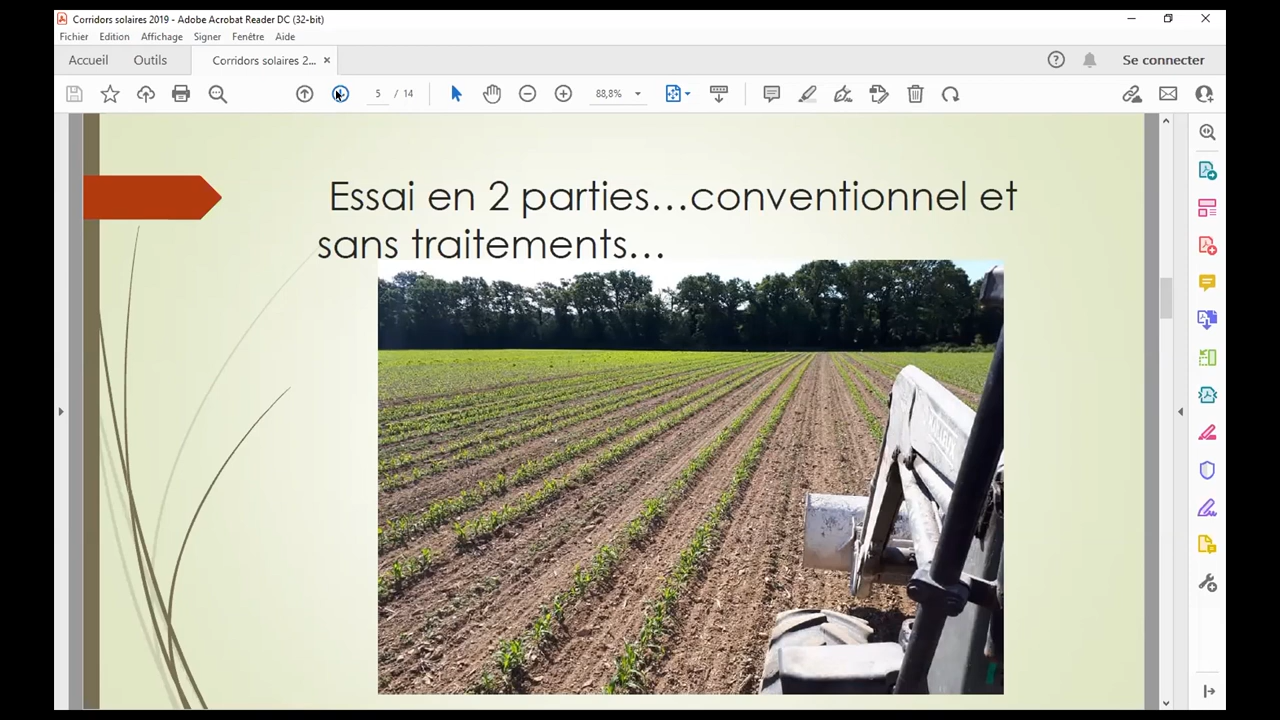 Corridors solaires 2019 - Adobe Acrobat Reader DC (32-bit)
Fichier Edition Affichage Signer Fenêtre Aide
Accueil Outils Corridors solaires 2... × Se connecter
5 / 14 88,8%
Essai en 2 parties…conventionnel et
sans traitements…